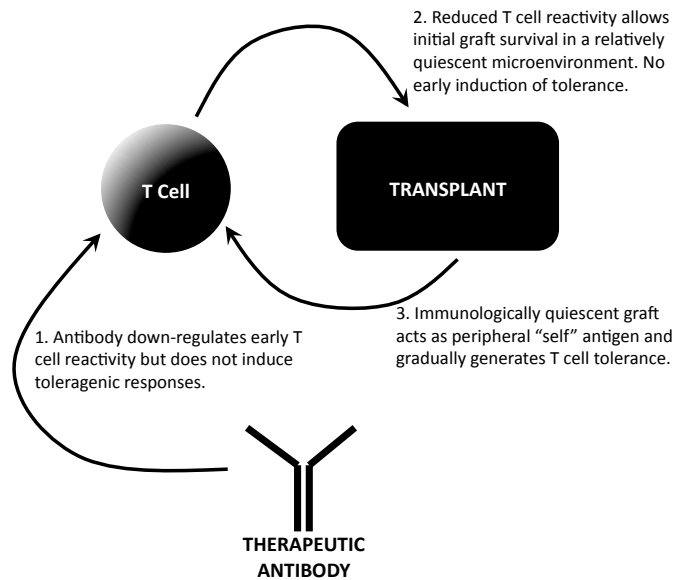 2. Reduced T cell reactivity allows
initial graft survival in a relatively
quiescent microenvironment. No
early induction of tolerance.
T Cell
TRANSPLANT
3. Immunologically quiescent graft
acts as peripheral “self” antigen and
gradually generates T cell tolerance.
1. Antibody down-regulates early T
cell reactivity but does not induce
toleragenic responses.
THERAPEUTIC
ANTIBODY